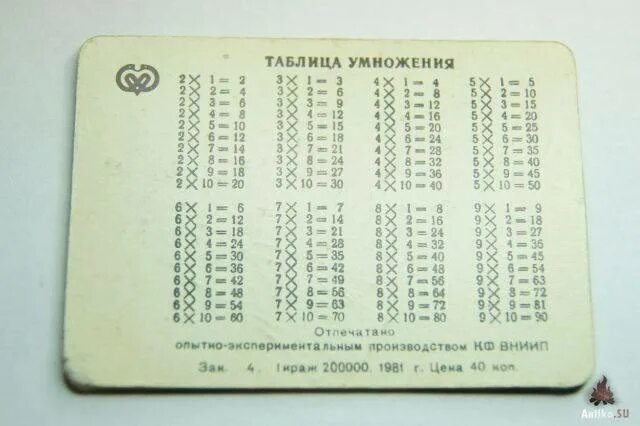 ТАБЛИЦА УМНОЖЕНИЯ
2 × 1 = 2 3 × 1 = 3 4 × 1 = 4 5 × 1 = 5
2 × 2 = 4 3 × 2 = 6 4 × 2 = 8 5 × 2 = 10
2 × 3 = 6 3 × 3 = 9 4 × 3 = 12 5 × 3 = 15
2 × 4 = 8 3 × 4 = 12 4 × 4 = 16 5 × 4 = 20
2 × 5 = 10 3 × 5 = 15 4 × 5 = 20 5 × 5 = 25
2 × 6 = 12 3 × 6 = 18 4 × 6 = 24 5 × 6 = 30
2 × 7 = 14 3 × 7 = 21 4 × 7 = 28 5 × 7 = 35
2 × 8 = 16 3 × 8 = 24 4 × 8 = 32 5 × 8 = 40
2 × 9 = 18 3 × 9 = 27 4 × 9 = 36 5 × 9 = 45
2 × 10 = 20 3 × 10 = 30 4 × 10 = 40 5 × 10 = 50
6 × 1 = 6 7 × 1 = 7 8 × 1 = 8 9 × 1 = 9
6 × 2 = 12 7 × 2 = 14 8 × 2 = 16 9 × 2 = 18
6 × 3 = 18 7 × 3 = 21 8 × 3 = 24 9 × 3 = 27
6 × 4 = 24 7 × 4 = 28 8 × 4 = 32 9 × 4 = 36
6 × 5 = 30 7 × 5 = 35 8 × 5 = 40 9 × 5 = 45
6 × 6 = 36 7 × 6 = 42 8 × 6 = 48 9 × 6 = 54
6 × 7 = 42 7 × 7 = 49 8 × 7 = 56 9 × 7 = 63
6 × 8 = 48 7 × 8 = 56 8 × 8 = 64 9 × 8 = 72
6 × 9 = 54 7 × 9 = 63 8 × 9 = 72 9 × 9 = 81
6 × 10 = 60 7 × 10 = 70 8 × 10 = 80 9 × 10 = 90
Отпечатано
опытно-экспериментальным производством КФ ВНИИП
Зак. 4. Тираж 200000. 1981 г. Цена 40 коп.
Antiko.SU